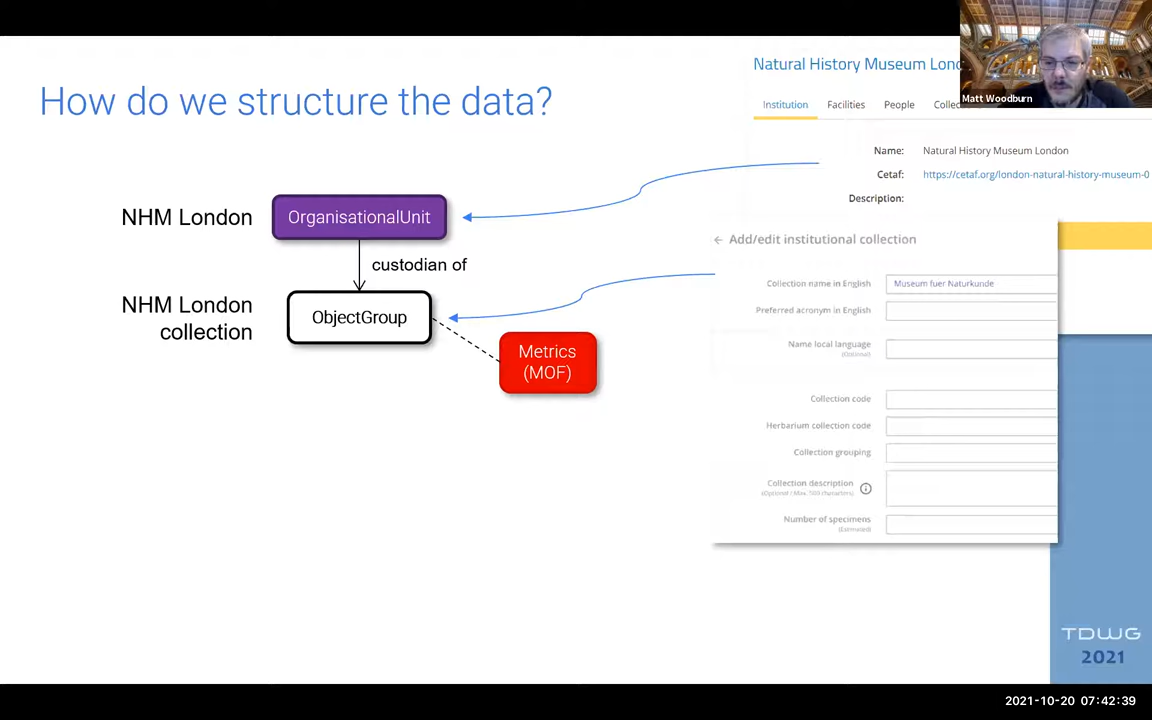 How do we structure the data?
NHM London
OrganisationalUnit
custodian of
NHM London
collection
ObjectGroup
Metrics
(MOF)
Natural History Museum Lon
Matt Woodburn
Institution
Facilities
People
Name:
Natural History Museum London
Cetaf:
https://cetaf.org/london-natural-history-museum-0
Description:
← Add/edit institutional collection
Collection name in English
Museum fuer Naturkunde
Preferred acronym in English
Name local language
(Optional)
Collection code
Herbarium collection code
Collection grouping
Collection description
Number of specimens
(Estimated)
TDWG
2021
2021-10-20 07:42:39